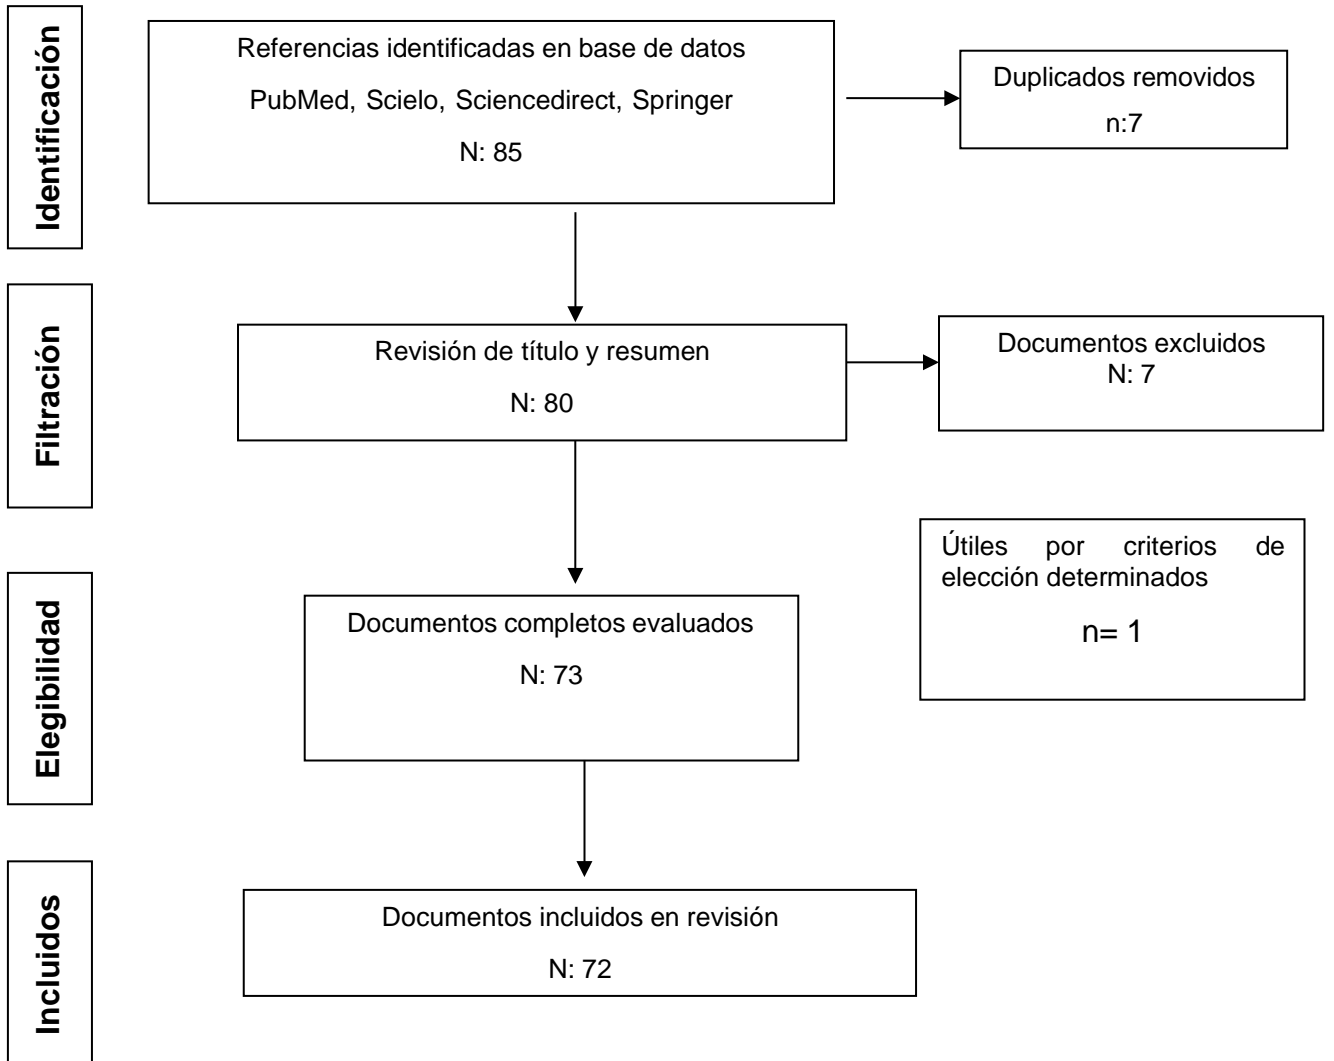 Identificación
Referencias identificadas en base de datos
PubMed, Scielo, Sciencedirect, Springer
N: 85
Duplicados removidos
n:7
Filtración
Revisión de título y resumen
N: 80
Documentos excluidos
N: 7
Útiles por criterios de
elección determinados
n= 1
Elegibilidad
Documentos completos evaluados
N: 73
Incluidos
Documentos incluidos en revisión
N: 72